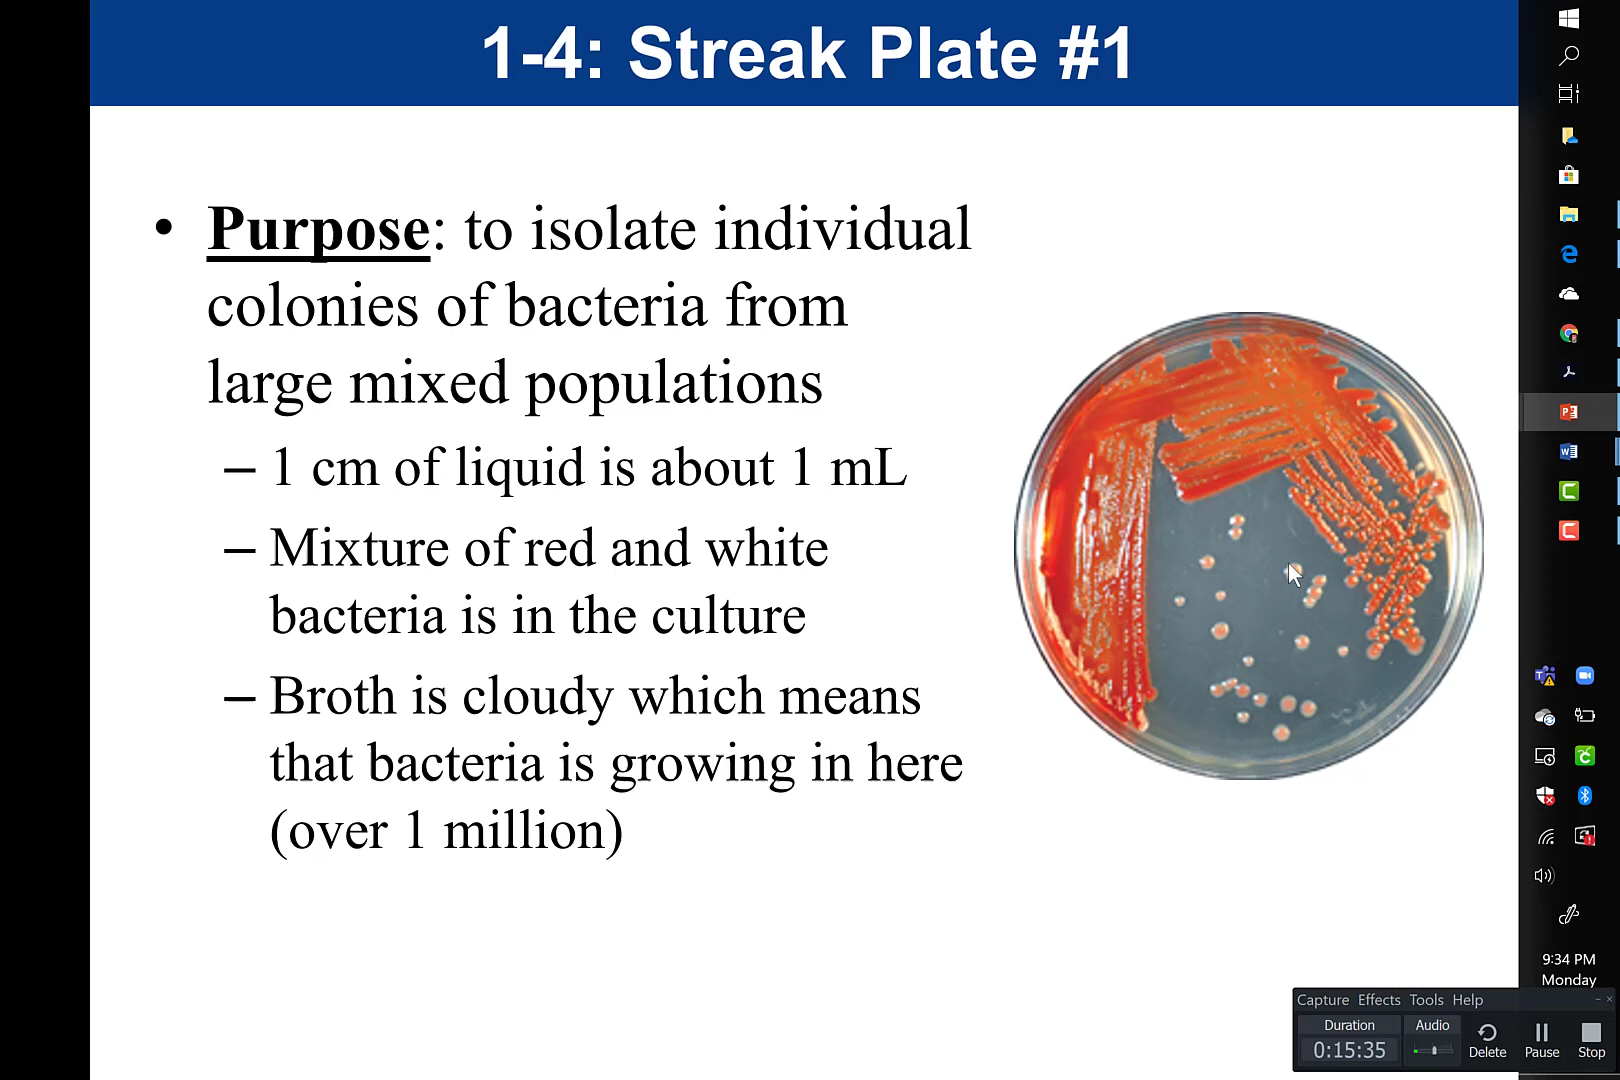 1-4: Streak Plate #1
• Purpose: to isolate individual
colonies of bacteria from
large mixed populations
– 1 cm of liquid is about 1 mL
– Mixture of red and white
bacteria is in the culture
– Broth is cloudy which means
that bacteria is growing in here
(over 1 million)
9:34 PM
Monday
Capture Effects Tools Help
Duration Audio
0:15:35 Delete Pause Stop